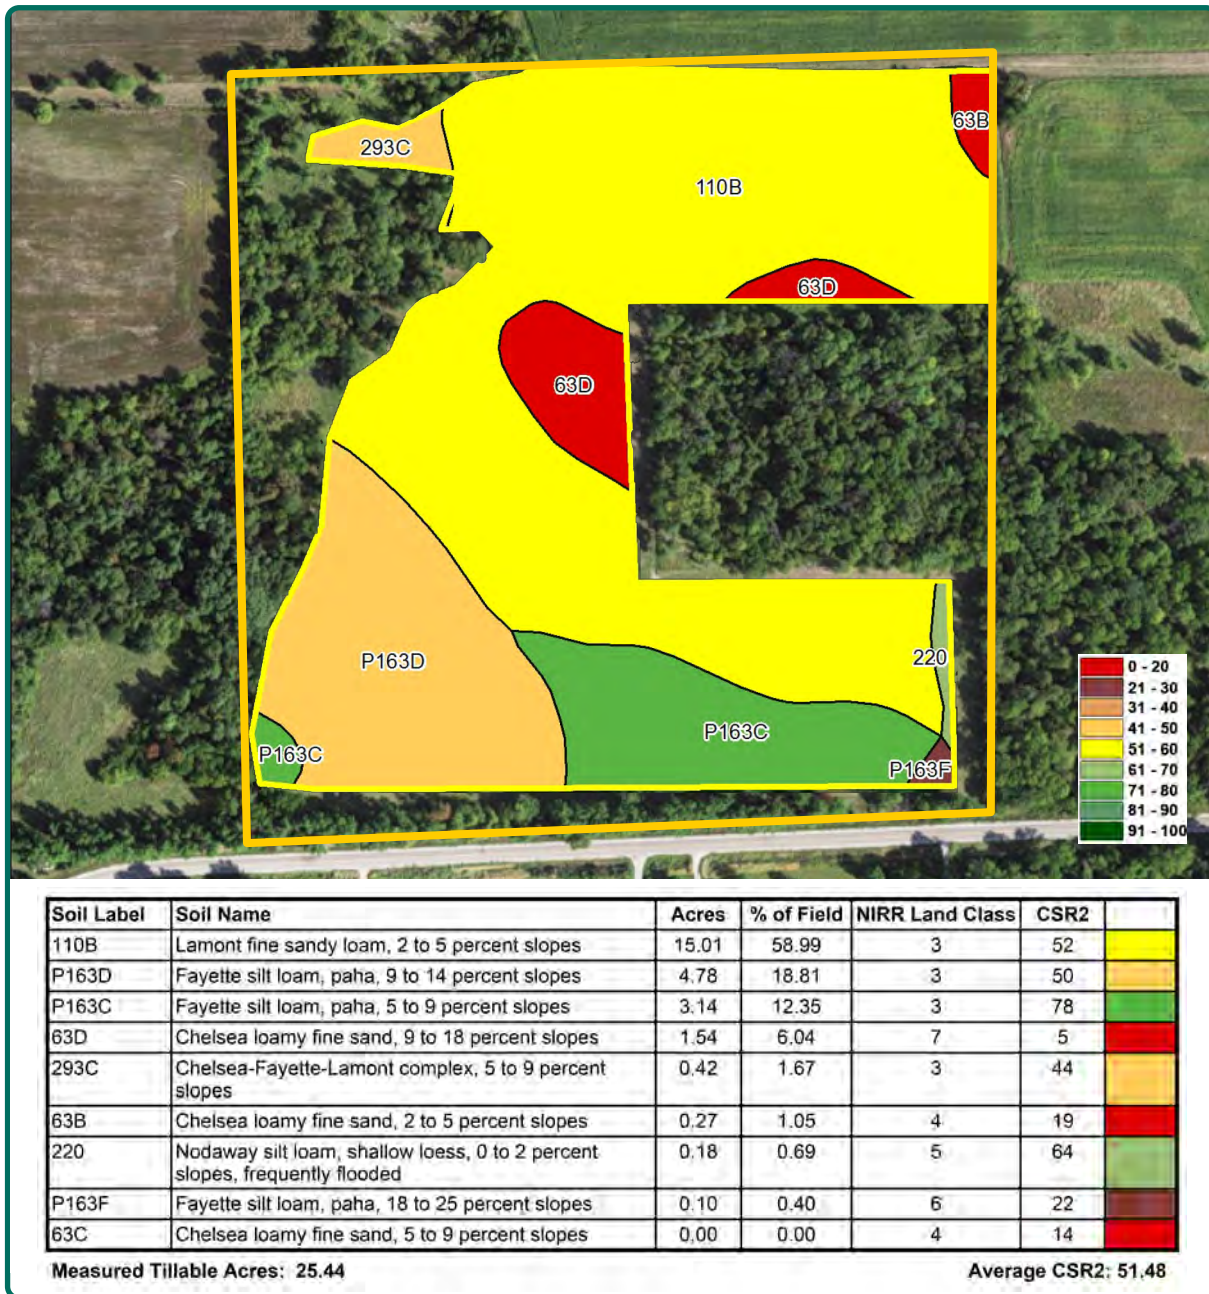 293C
63B
110B
63D
63D
P163D
220
P163C
P163C
P163F
0 - 20
21 - 30
31 - 40
41 - 50
51 - 60
61 - 70
71 - 80
81 - 90
91 - 100
Soil Label Soil Name Acres % of Field NIRR Land Class CSR2
110B Lamont fine sandy loam, 2 to 5 percent slopes 15.01 58.99 3 52
P163D Fayette silt loam, paha, 9 to 14 percent slopes 4.78 18.81 3 50
P163C Fayette silt loam, paha, 5 to 9 percent slopes 3.14 12.35 3 78
63D Chelsea loamy fine sand, 9 to 18 percent slopes 1.54 6.04 7 5
293C Chelsea-Fayette-Lamont complex, 5 to 9 percent 0.42 1.67 3 44
slopes
63B Chelsea loamy fine sand, 2 to 5 percent slopes 0.27 1.05 4 19
220 Nodaway silt loam, shallow loess, 0 to 2 percent 0.18 0.69 5 64
slopes, frequently flooded
P163F Fayette silt loam, paha, 18 to 25 percent slopes 0.10 0.40 6 22
63C Chelsea loamy fine sand, 5 to 9 percent slopes 0.00 0.00 4 14
Measured Tillable Acres: 25.44 Average CSR2: 51.48